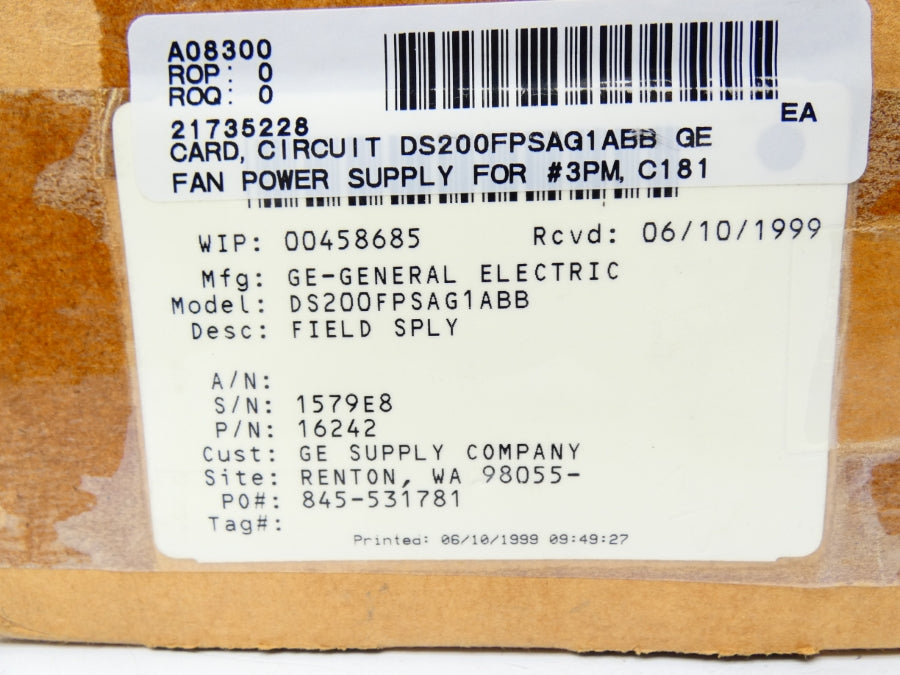 A08300
ROP: 0
ROQ: 0
EA
21735228
CARD, CIRCUIT DS200FPSAG1ABB GE
FAN POWER SUPPLY FOR #3PM, C181
WIP: 00458685 Rcvd: 06/10/1999
Mfg: GE-GENERAL ELECTRIC
Model: DS200FPSAG1ABB
Desc: FIELD SPLY
A/N:
S/N: 1579E8
P/N: 16242
Cust: GE SUPPLY COMPANY
Site: RENTON, WA 98055-
PO#: 845-531781
Tag#:
Printed: 06/10/1999 09:49:27